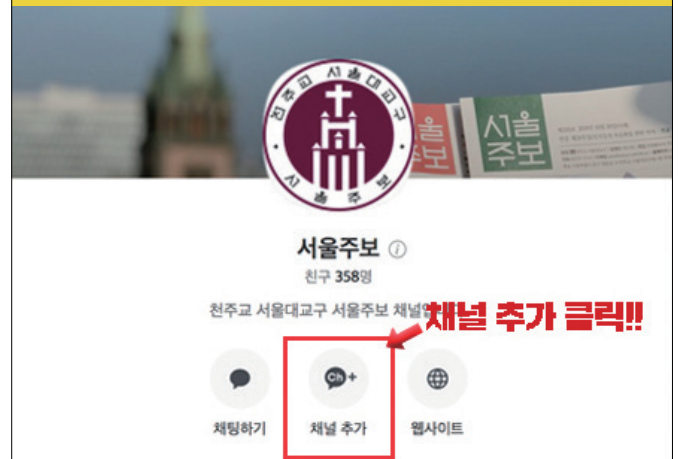 천주교 서울대교구
서울주보
서울
주보
서울주보
친구 358명
천주교 서울대교구 서울주보 채널입니다
채널 추가 클릭!!
Ch+
채팅하기
채널 추가
웹사이트